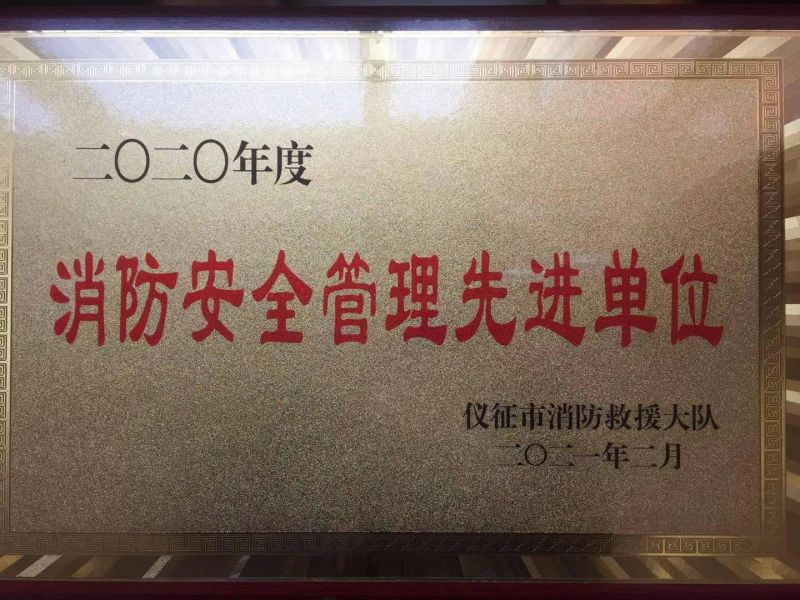 二〇二〇年度
消防安全管理先进单位
仪征市消防救援大队
二〇二一年二月